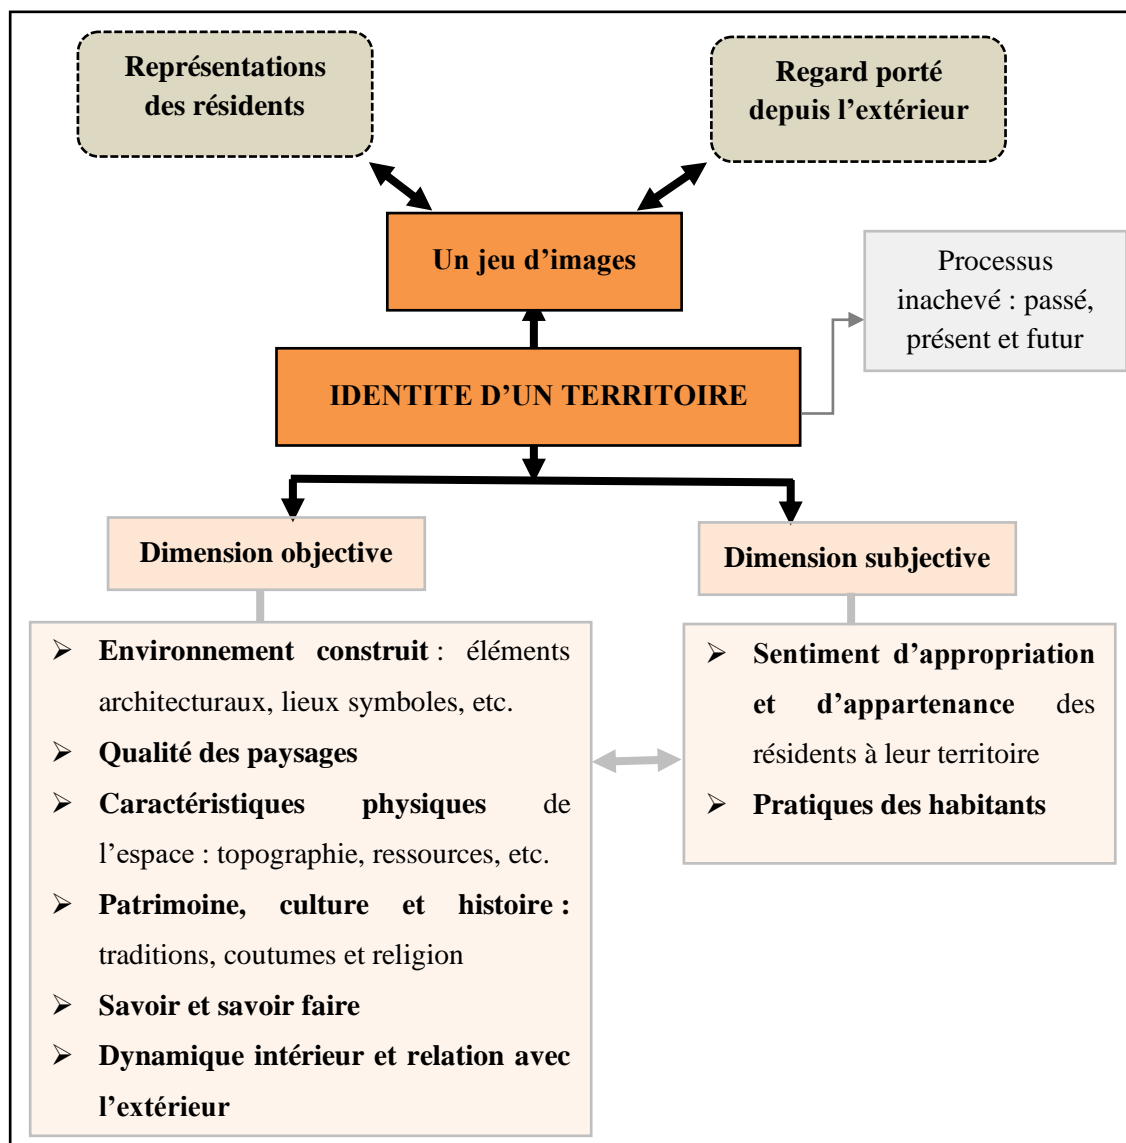 Représentations
des résidents
Regard porté
depuis l’extérieur
Un jeu d’images
Processus
inachevé : passé,
présent et futur
IDENTITE D’UN TERRITOIRE
Dimension objective
Dimension subjective
➢ Environnement construit : éléments
architecturaux, lieux symboles, etc.
➢ Qualité des paysages
➢ Caractéristiques physiques de
l’espace : topographie, ressources, etc.
➢ Patrimoine, culture et histoire :
traditions, coutumes et religion
➢ Savoir et savoir faire
➢ Dynamique intérieur et relation avec
l’extérieur
➢ Sentiment d’appropriation
et d’appartenance des
résidents à leur territoire
➢ Pratiques des habitants